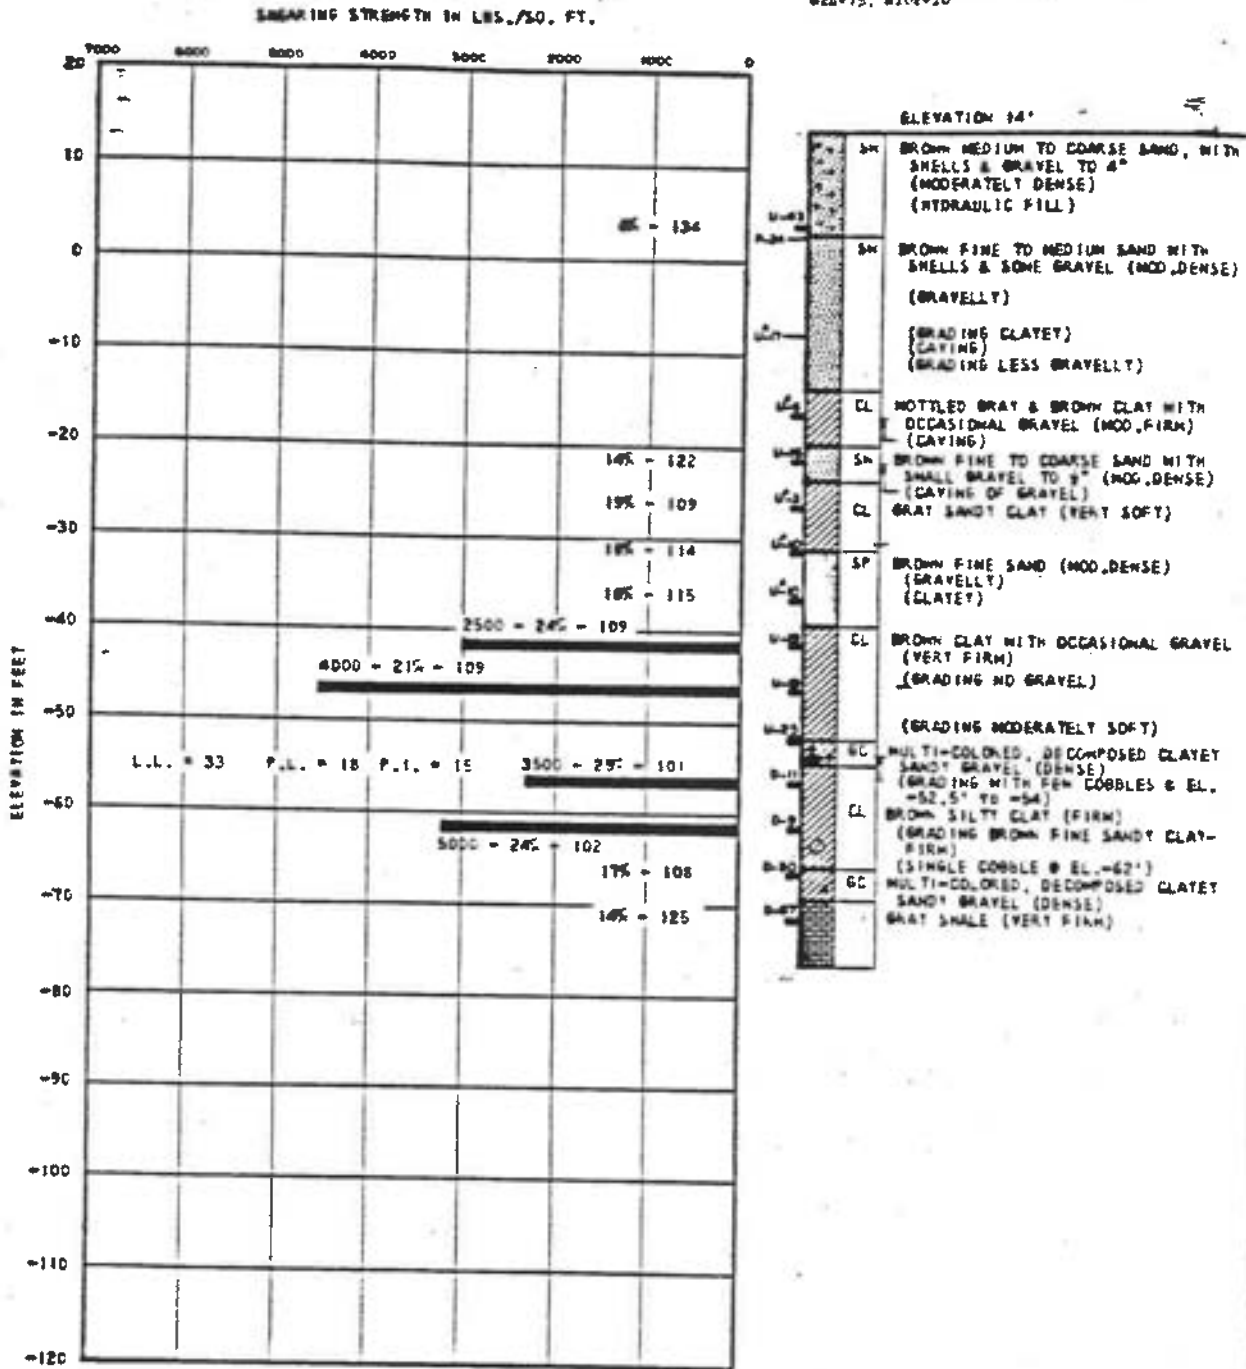 SHEARING STRENGTH IN LBS./SQ. FT.
7000 6000 5000 4000 3000 2000 1000 0
20
10
0
-10
-20
-30
-40
-50
-60
-70
-80
-90
-100
-110
-120
ELEVATION IN FEET
- 134
14% - 122
19% - 109
18% - 114
18% - 115
2500 - 24% - 109
4000 - 21% - 109
L.L. = 33 P.L. = 18 P.I. = 15 3500 - 25% - 101
5000 - 24% - 102
17% - 108
14% - 125
ELEVATION 14'
SW BROWN MEDIUM TO COARSE SAND, WITH
SHELLS & GRAVEL TO 4"
(MODERATELY DENSE)
(HYDRAULIC FILL)
SW BROWN FINE TO MEDIUM SAND WITH
SHELLS & SOME GRAVEL (MOD.DENSE)
(GRAVELLY)
(GRADING CLAYEY)
(CAVING)
(GRADING LESS GRAVELLY)
CL MOTTLED GRAY & BROWN CLAY WITH
OCCASIONAL GRAVEL (MOD.FIRM)
(CAVING)
SW BROWN FINE TO COARSE SAND WITH
SMALL GRAVEL TO (MOD.DENSE)
(CAVING OF GRAVEL)
CL GRAY SANDY CLAY (VERY SOFT)
SP BROWN FINE SAND (MOD.DENSE)
(GRAVELLY)
(CLAYEY)
CL BROWN CLAY WITH OCCASIONAL GRAVEL
(VERY FIRM)
(GRADING NO GRAVEL)
(GRADING MODERATELY SOFT)
GC MULTI-COLORED, DECOMPOSED CLAYEY
SANDY GRAVEL (DENSE)
(GRADING WITH FEW COBBLES @ EL.
-52.5' TO -54)
CL BROWN SILTY CLAY (FIRM)
(GRADING BROWN FINE SANDY CLAY-
FIRM)
(SINGLE COBBLE @ EL.-62')
GC MULTI-COLORED, DECOMPOSED CLAYEY
SANDY GRAVEL (DENSE)
GRAY SHALE (VERY FIRM)